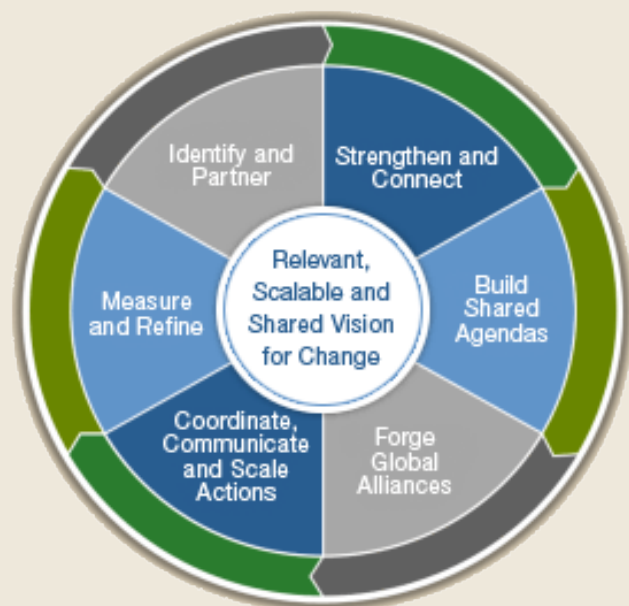 Identify and
Partner
Strengthen and
Connect
Build
Shared
Agendas
Forge
Global
Alliances
Coordinate,
Communicate
and Scale
Actions
Measure
and Refine
Relevant,
Scalable and
Shared Vision
for Change